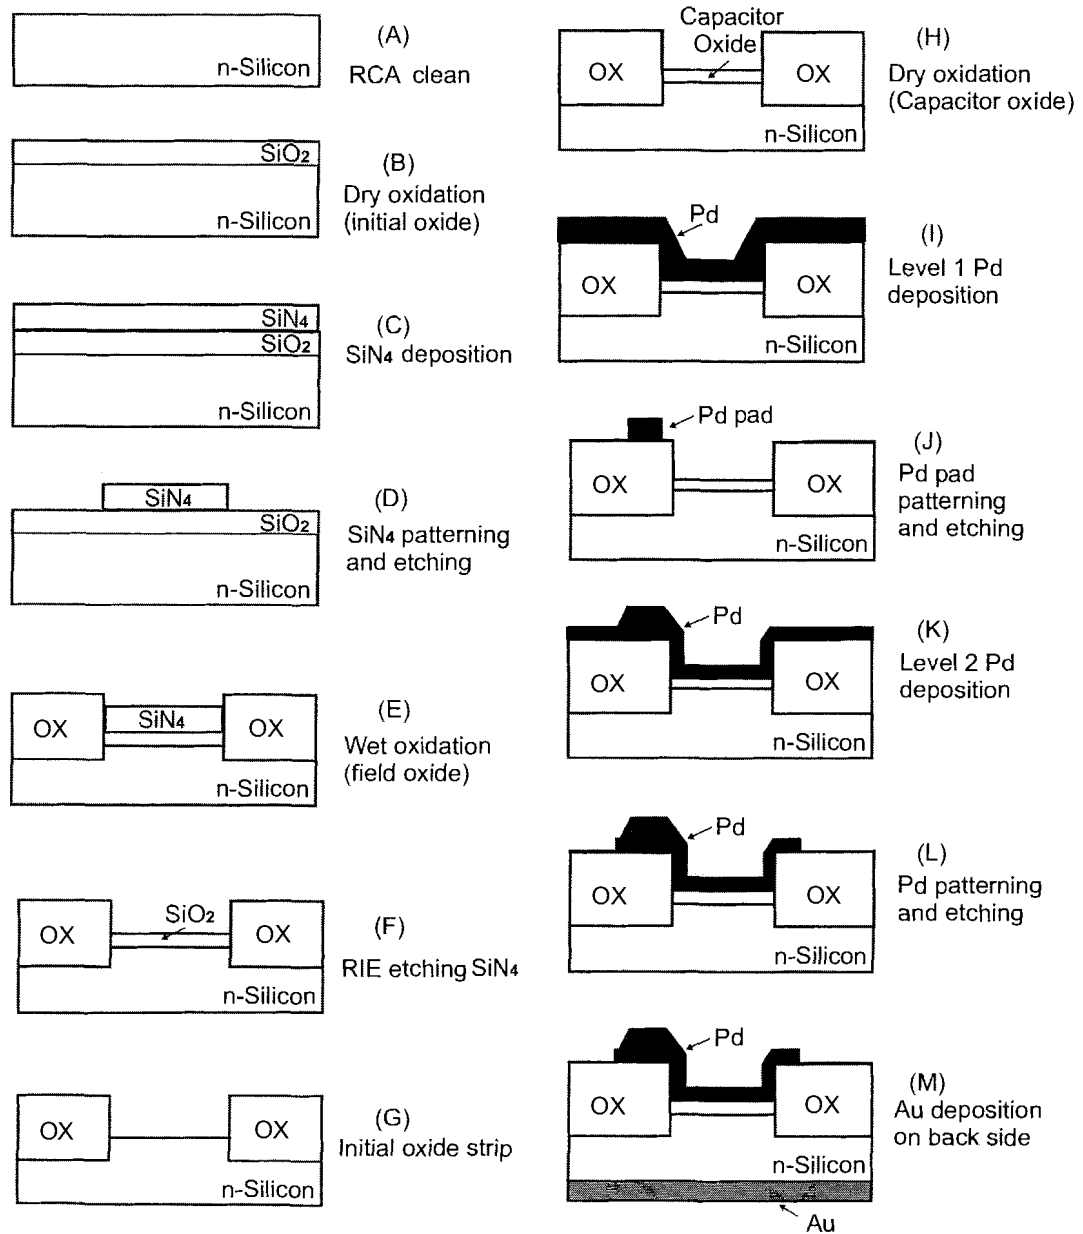 n-Silicon
(A)
RCA clean
SiO₂
n-Silicon
(B)
Dry oxidation
(initial oxide)
SiN₄
SiO₂
n-Silicon
(C)
SiN₄ deposition
SiN₄
SiO₂
n-Silicon
(D)
SiN₄ patterning
and etching
OX
SiN₄
OX
n-Silicon
(E)
Wet oxidation
(field oxide)
OX
SiO₂
OX
n-Silicon
(F)
RIE etching SiN₄
OX
OX
n-Silicon
(G)
Initial oxide strip
Capacitor
Oxide
OX
OX
n-Silicon
(H)
Dry oxidation
(Capacitor oxide)
Pd
OX
OX
n-Silicon
(I)
Level 1 Pd
deposition
Pd pad
OX
OX
n-Silicon
(J)
Pd pad
patterning
and etching
Pd
OX
OX
n-Silicon
(K)
Level 2 Pd
deposition
Pd
OX
OX
n-Silicon
(L)
Pd patterning
and etching
Pd
OX
OX
n-Silicon
Au
(M)
Au deposition
on back side